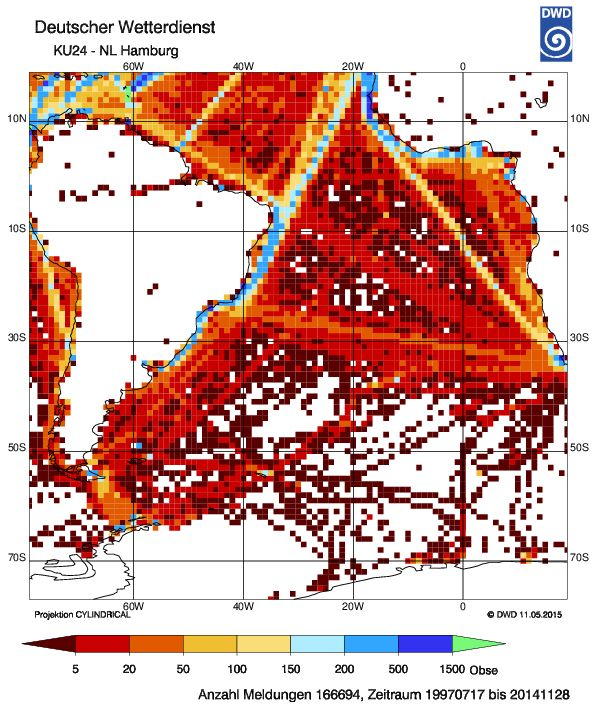 Deutscher Wetterdienst
KU24 - NL Hamburg
DWD
60W 40W 20W 0
10N 10N
10S 10S
30S 30S
50S 50S
70S 70S
60W 40W 20W 0
Projektion CYLINDRICAL © DWD 11.05.2015
5 20 50 100 150 200 500 1500 Obse
Anzahl Meldungen 166694, Zeitraum 19970717 bis 20141128